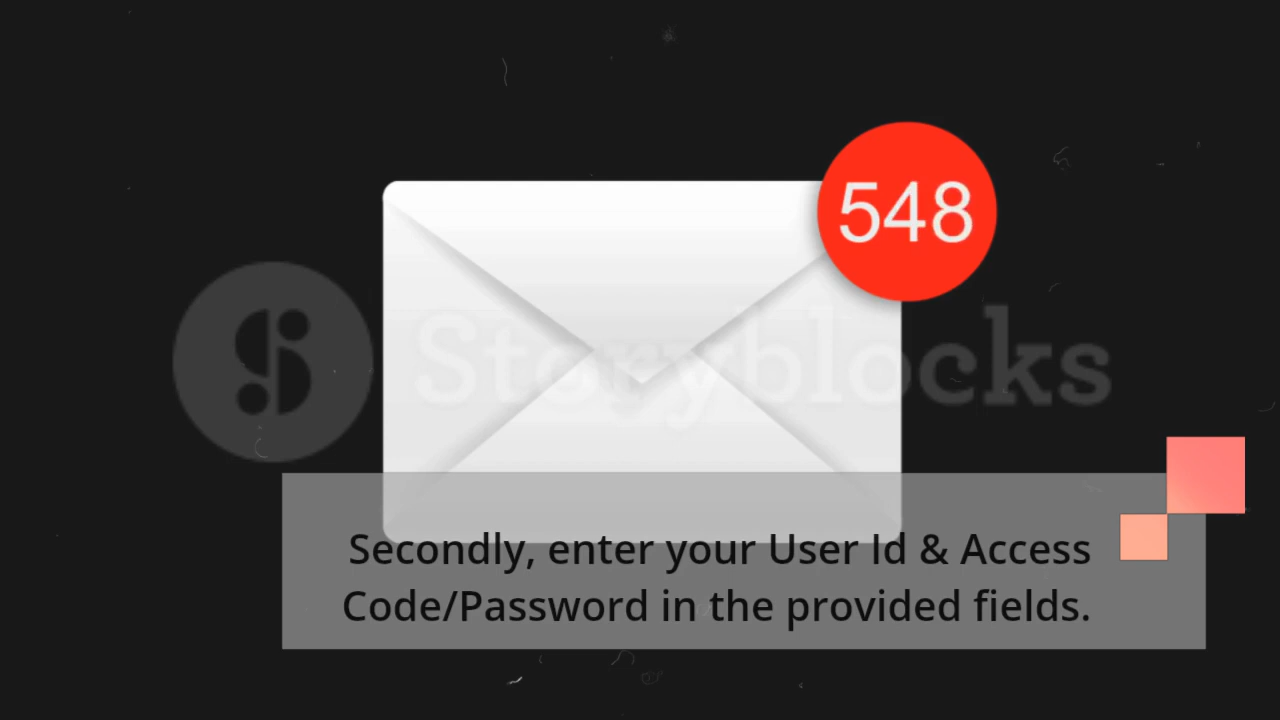 548
Storyblocks
Secondly, enter your User Id & Access
Code/Password in the provided fields.